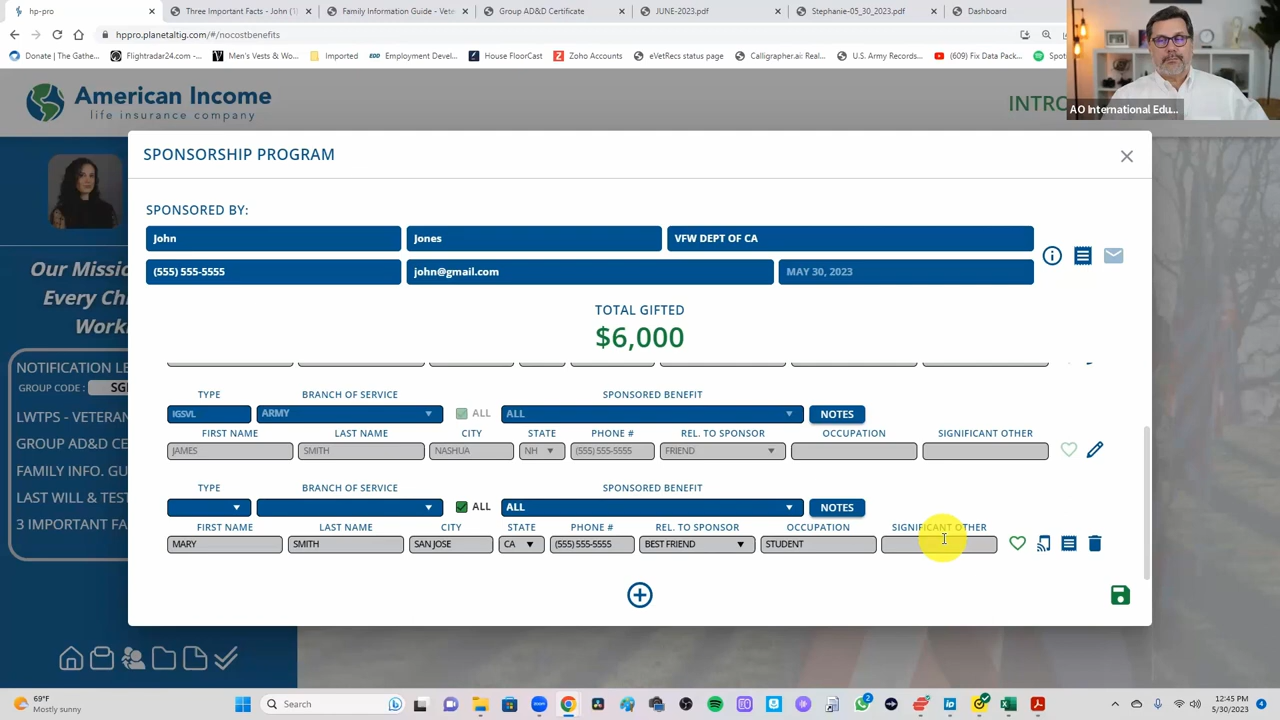 hp-pro
Three Important Facts - John (1)
Family Information Guide - Vete
Group AD&D Certificate
JUNE-2023.pdf
Stephanie-05_30_2023.pdf
Dashboard
hppro.planetaltig.com/#/nocostbenefits
Donate | The Gathe...
Flightradar24.com -...
Men's Vests & Wo...
Imported
EDD Employment Devel...
House FloorCast
Zoho Accounts
eVetRecs status page
Calligrapher.ai: Real...
U.S. Army Records...
(609) Fix Data Pack...
Spot
American Income
life insurance company
INTRO
AO International Edu...
SPONSORSHIP PROGRAM
SPONSORED BY:
John
Jones
VFW DEPT OF CA
(555) 555-5555
john@gmail.com
MAY 30, 2023
TOTAL GIFTED
$6,000
Our Missi
Every Ch
Work
NOTIFICATION LE
GROUP CODE : SG
LWTPS - VETERAN
GROUP AD&D CE
FAMILY INFO. GU
LAST WILL & TEST
3 IMPORTANT FAC
TYPE BRANCH OF SERVICE SPONSORED BENEFIT
IGSVL ARMY ALL ALL NOTES
FIRST NAME LAST NAME CITY STATE PHONE # REL. TO SPONSOR OCCUPATION SIGNIFICANT OTHER
JAMES SMITH NASHUA NH (555) 555-5555 FRIEND
TYPE BRANCH OF SERVICE SPONSORED BENEFIT
ALL ALL NOTES
FIRST NAME LAST NAME CITY STATE PHONE # REL. TO SPONSOR OCCUPATION SIGNIFICANT OTHER
MARY SMITH SAN JOSE CA (555) 555-5555 BEST FRIEND STUDENT
69°F
Mostly sunny
Search
2
12:45 PM
5/30/2023